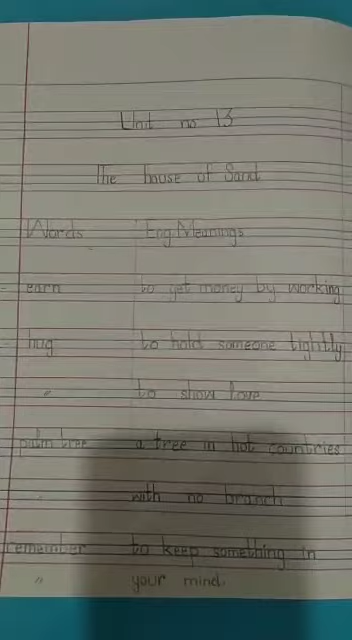 Unit no 13
The house of Sand
Words Eng Meanings
earn to get money by working
hug to hold someone tightly
" to show love
palm tree a tree in hot countries
" with no branch
remember to keep something in
" your mind.